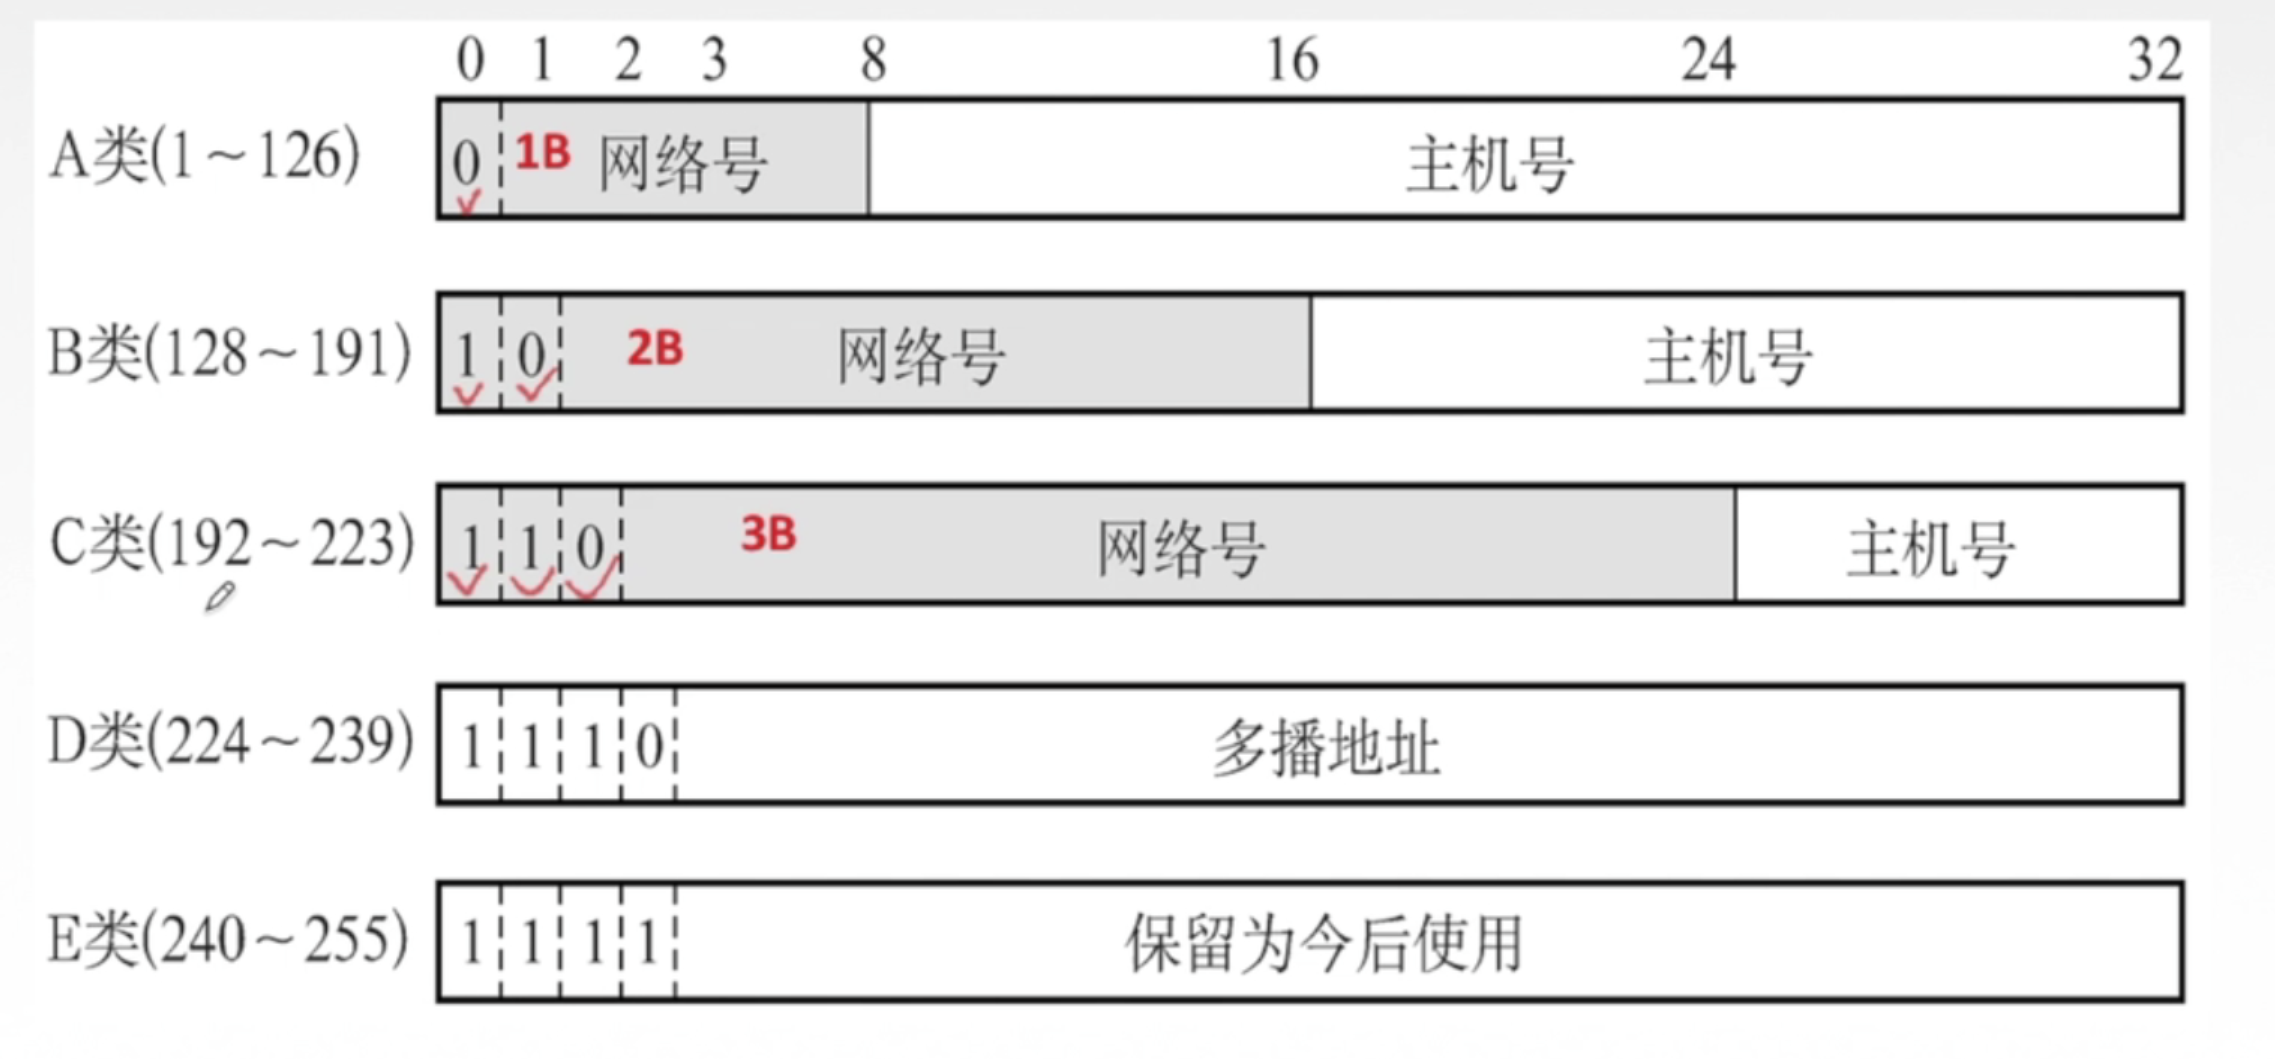 0 1 2 3 8 16 24 32
A类(1~126) 0 1B 网络号 主机号
B类(128~191) 1 0 2B 网络号 主机号
C类(192~223) 1 1 0 3B 网络号 主机号
D类(224~239) 1 1 1 0 多播地址
E类(240~255) 1 1 1 1 保留为今后使用